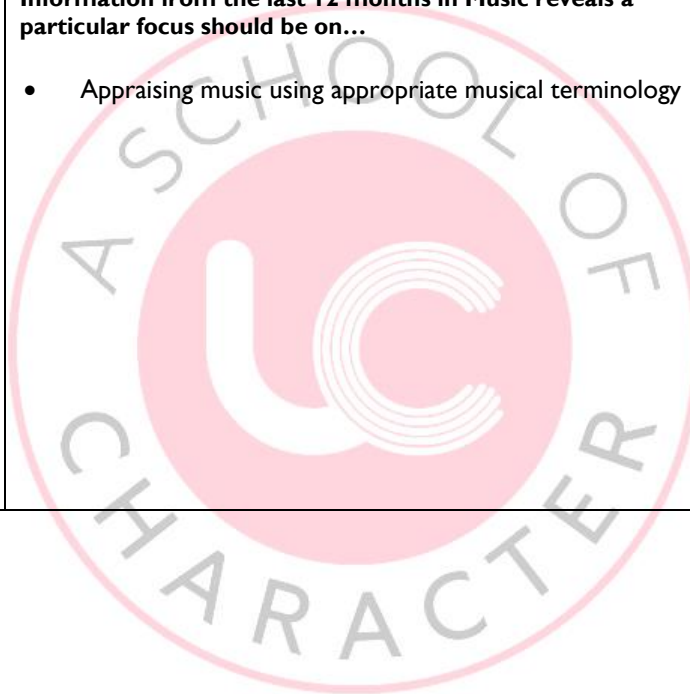 Information from the last 12 months in Music reveals a
particular focus should be on…
• Appraising music using appropriate musical terminology
A SCHOOL OF
CHARACTER
LC